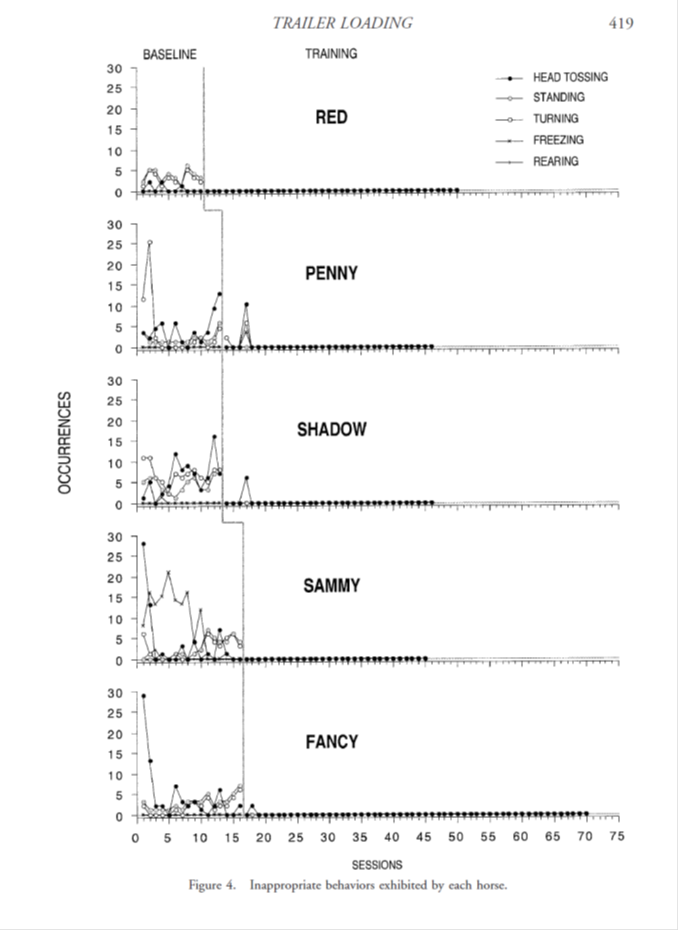 TRAILER LOADING 419
BASELINE TRAINING
30
25
20
15
10
5
0
RED
HEAD TOSSING
STANDING
TURNING
FREEZING
REARING
30
25
20
15
10
5
0
PENNY
OCCURRENCES
30
25
20
15
10
5
0
SHADOW
30
25
20
15
10
5
0
SAMMY
30
25
20
15
10
5
0
FANCY
0 5 10 15 20 25 30 35 40 45 50 55 60 65 70 75
SESSIONS
Figure 4. Inappropriate behaviors exhibited by each horse.